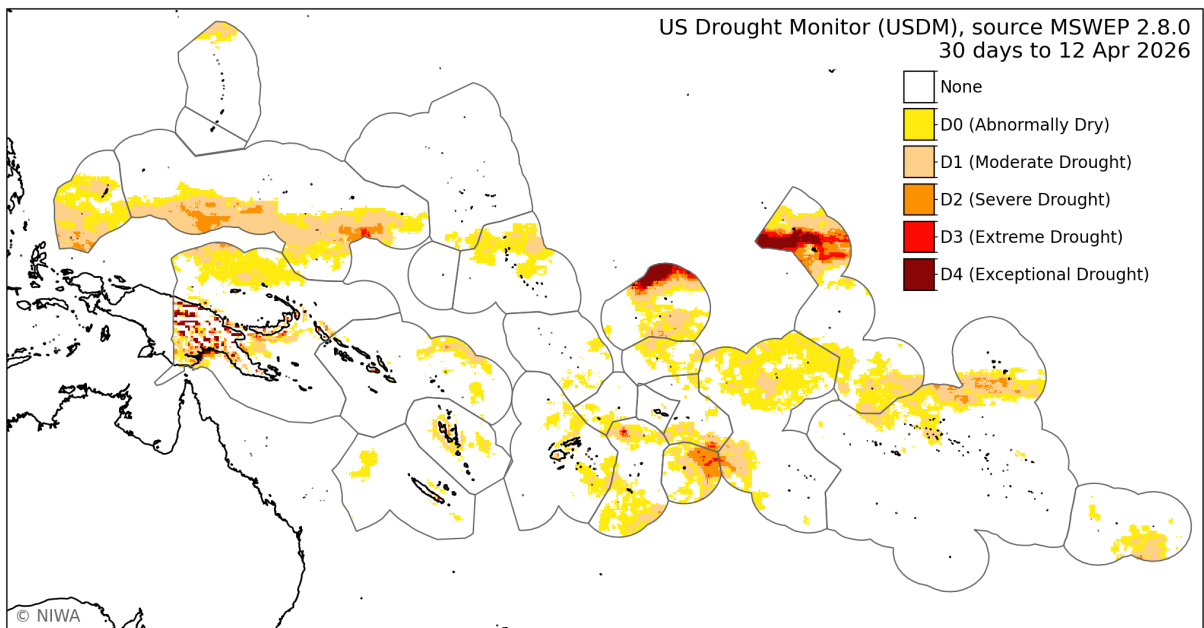 US Drought Monitor (USDM), source MSWEP 2.8.0
30 days to 12 Apr 2026
None
D0 (Abnormally Dry)
D1 (Moderate Drought)
D2 (Severe Drought)
D3 (Extreme Drought)
D4 (Exceptional Drought)
© NIWA